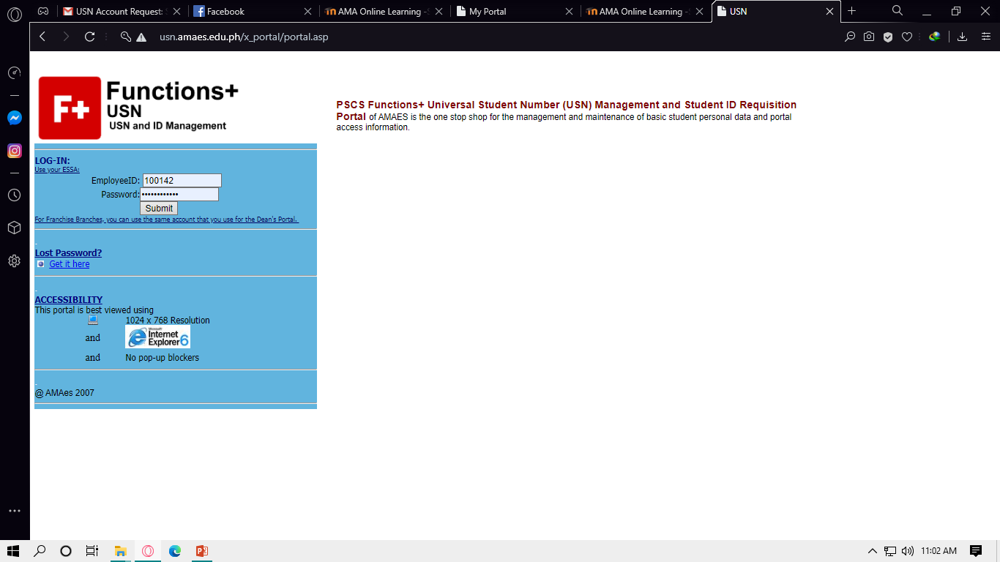 USN Account Request: S
Facebook
AMA Online Learning - S
My Portal
AMA Online Learning - S
USN
usn.amaes.edu.ph/x_portal/portal.asp
F+
Functions+
USN
USN and ID Management
PSCS Functions+ Universal Student Number (USN) Management and Student ID Requisition
Portal of AMAES is the one stop shop for the management and maintenance of basic student personal data and portal
access information.
LOG-IN:
Use your ESSA:
EmployeeID: 100142
Password: ••••••••••••
Submit
For Franchise Branches, you can use the same account that you use for the Dean's Portal.
Lost Password?
Get it here
ACCESSIBILITY
This portal is best viewed using
1024 x 768 Resolution
and
Microsoft
Internet
Explorer 6
and No pop-up blockers
@ AMAes 2007
11:02 AM